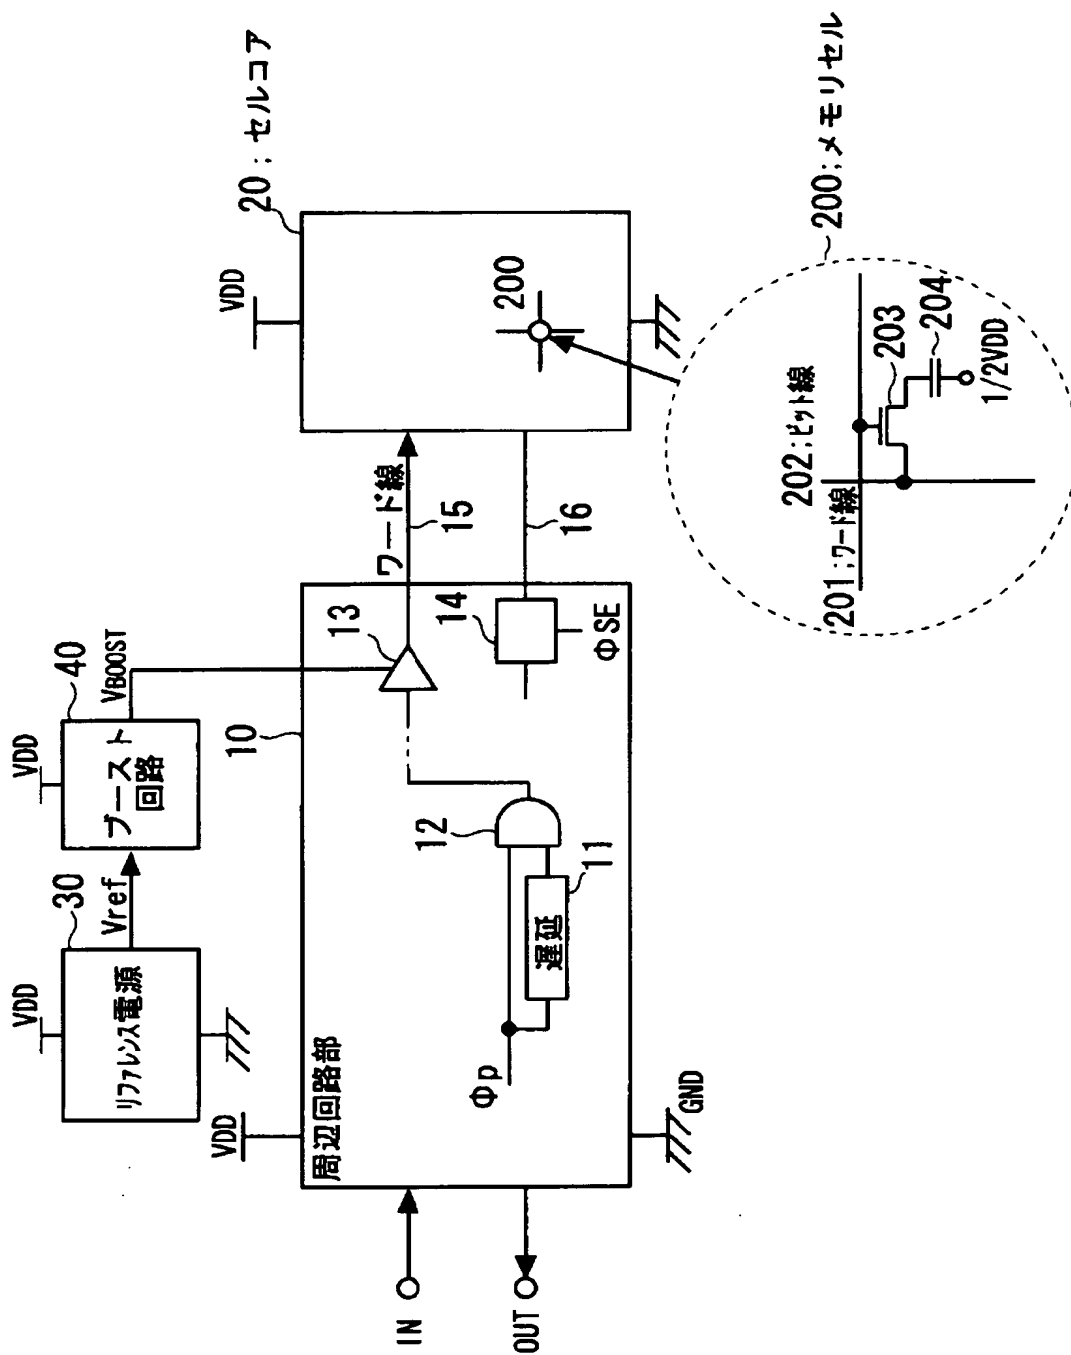 VDD
30
リファレンス電源
Vref
VDD
40
ブースト
回路
VBOOST
VDD
10
周辺回路部
IN
OUT
Φp
遅延
11
12
13
14
ΦSE
GND
ワード線
15
16
VDD
20；セルコア
200
200；メモリセル
202；ビット線
201；ワード線
203
204
1/2VDD